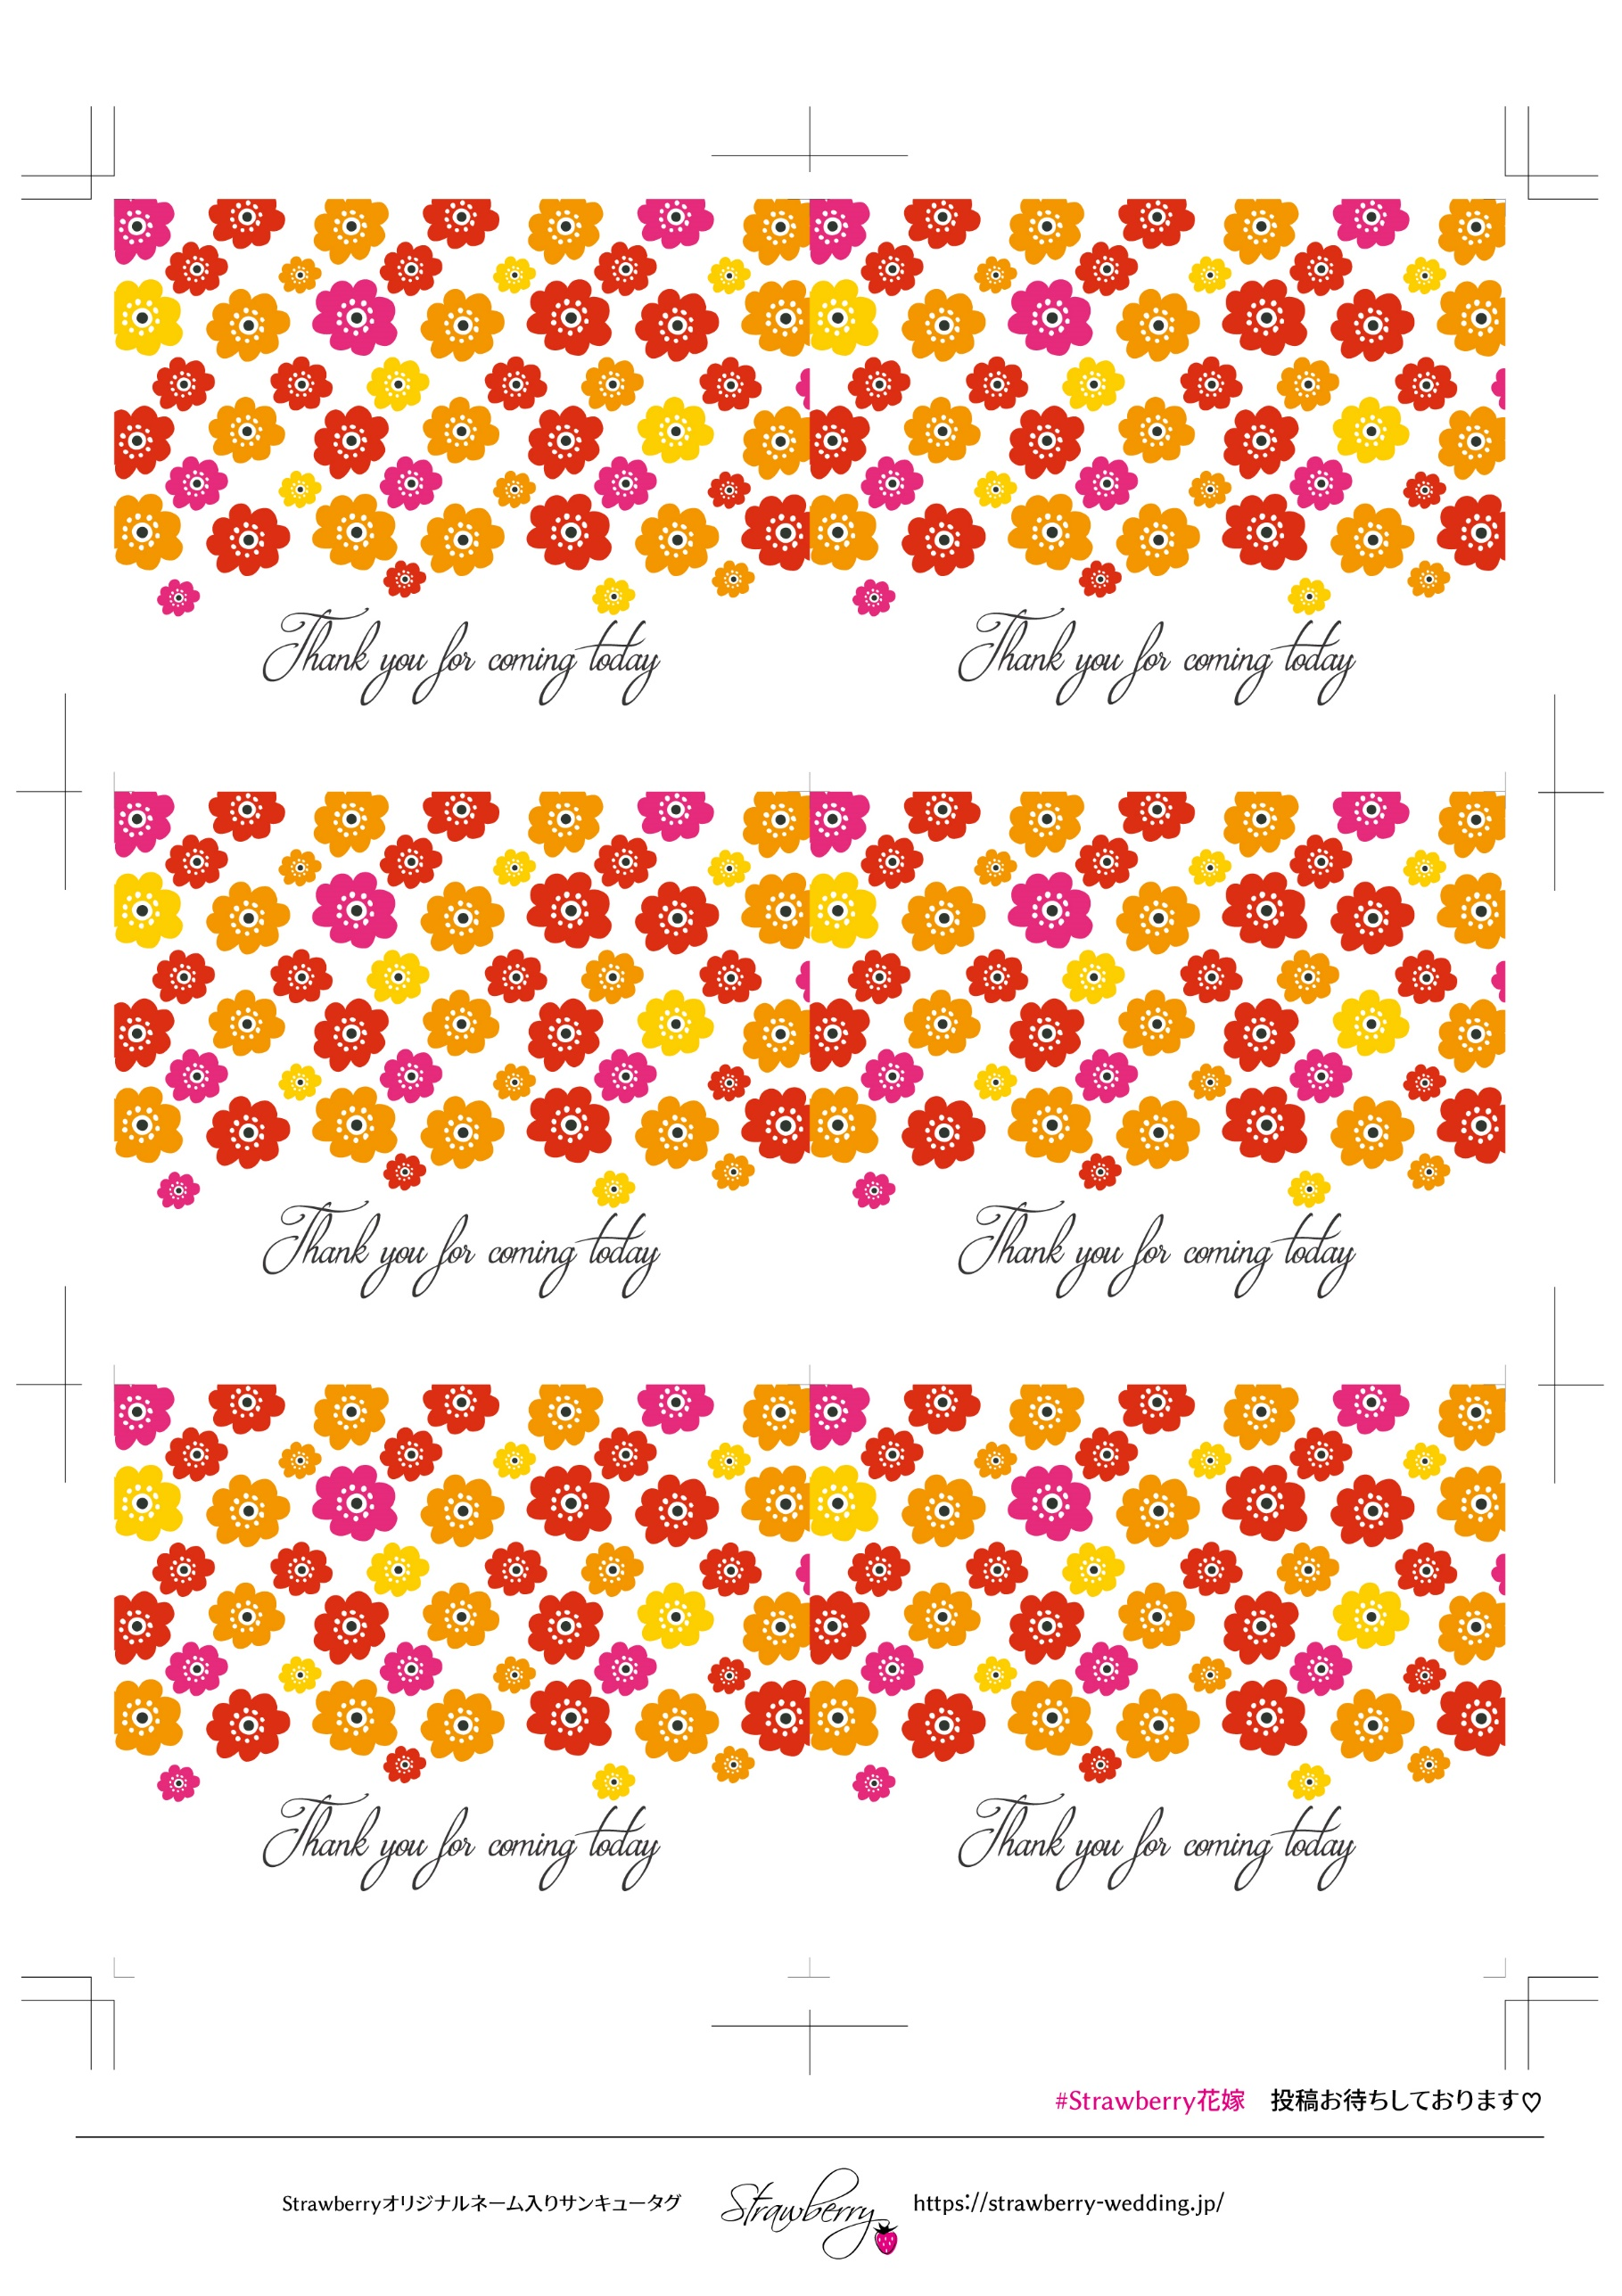 Thank you for coming today Thank you for coming today
Thank you for coming today Thank you for coming today
Thank you for coming today Thank you for coming today
#Strawberry花嫁 投稿お待ちしております♡
Strawberryオリジナルネーム入りサンキュータグ Strawberry https://strawberry-wedding.jp/